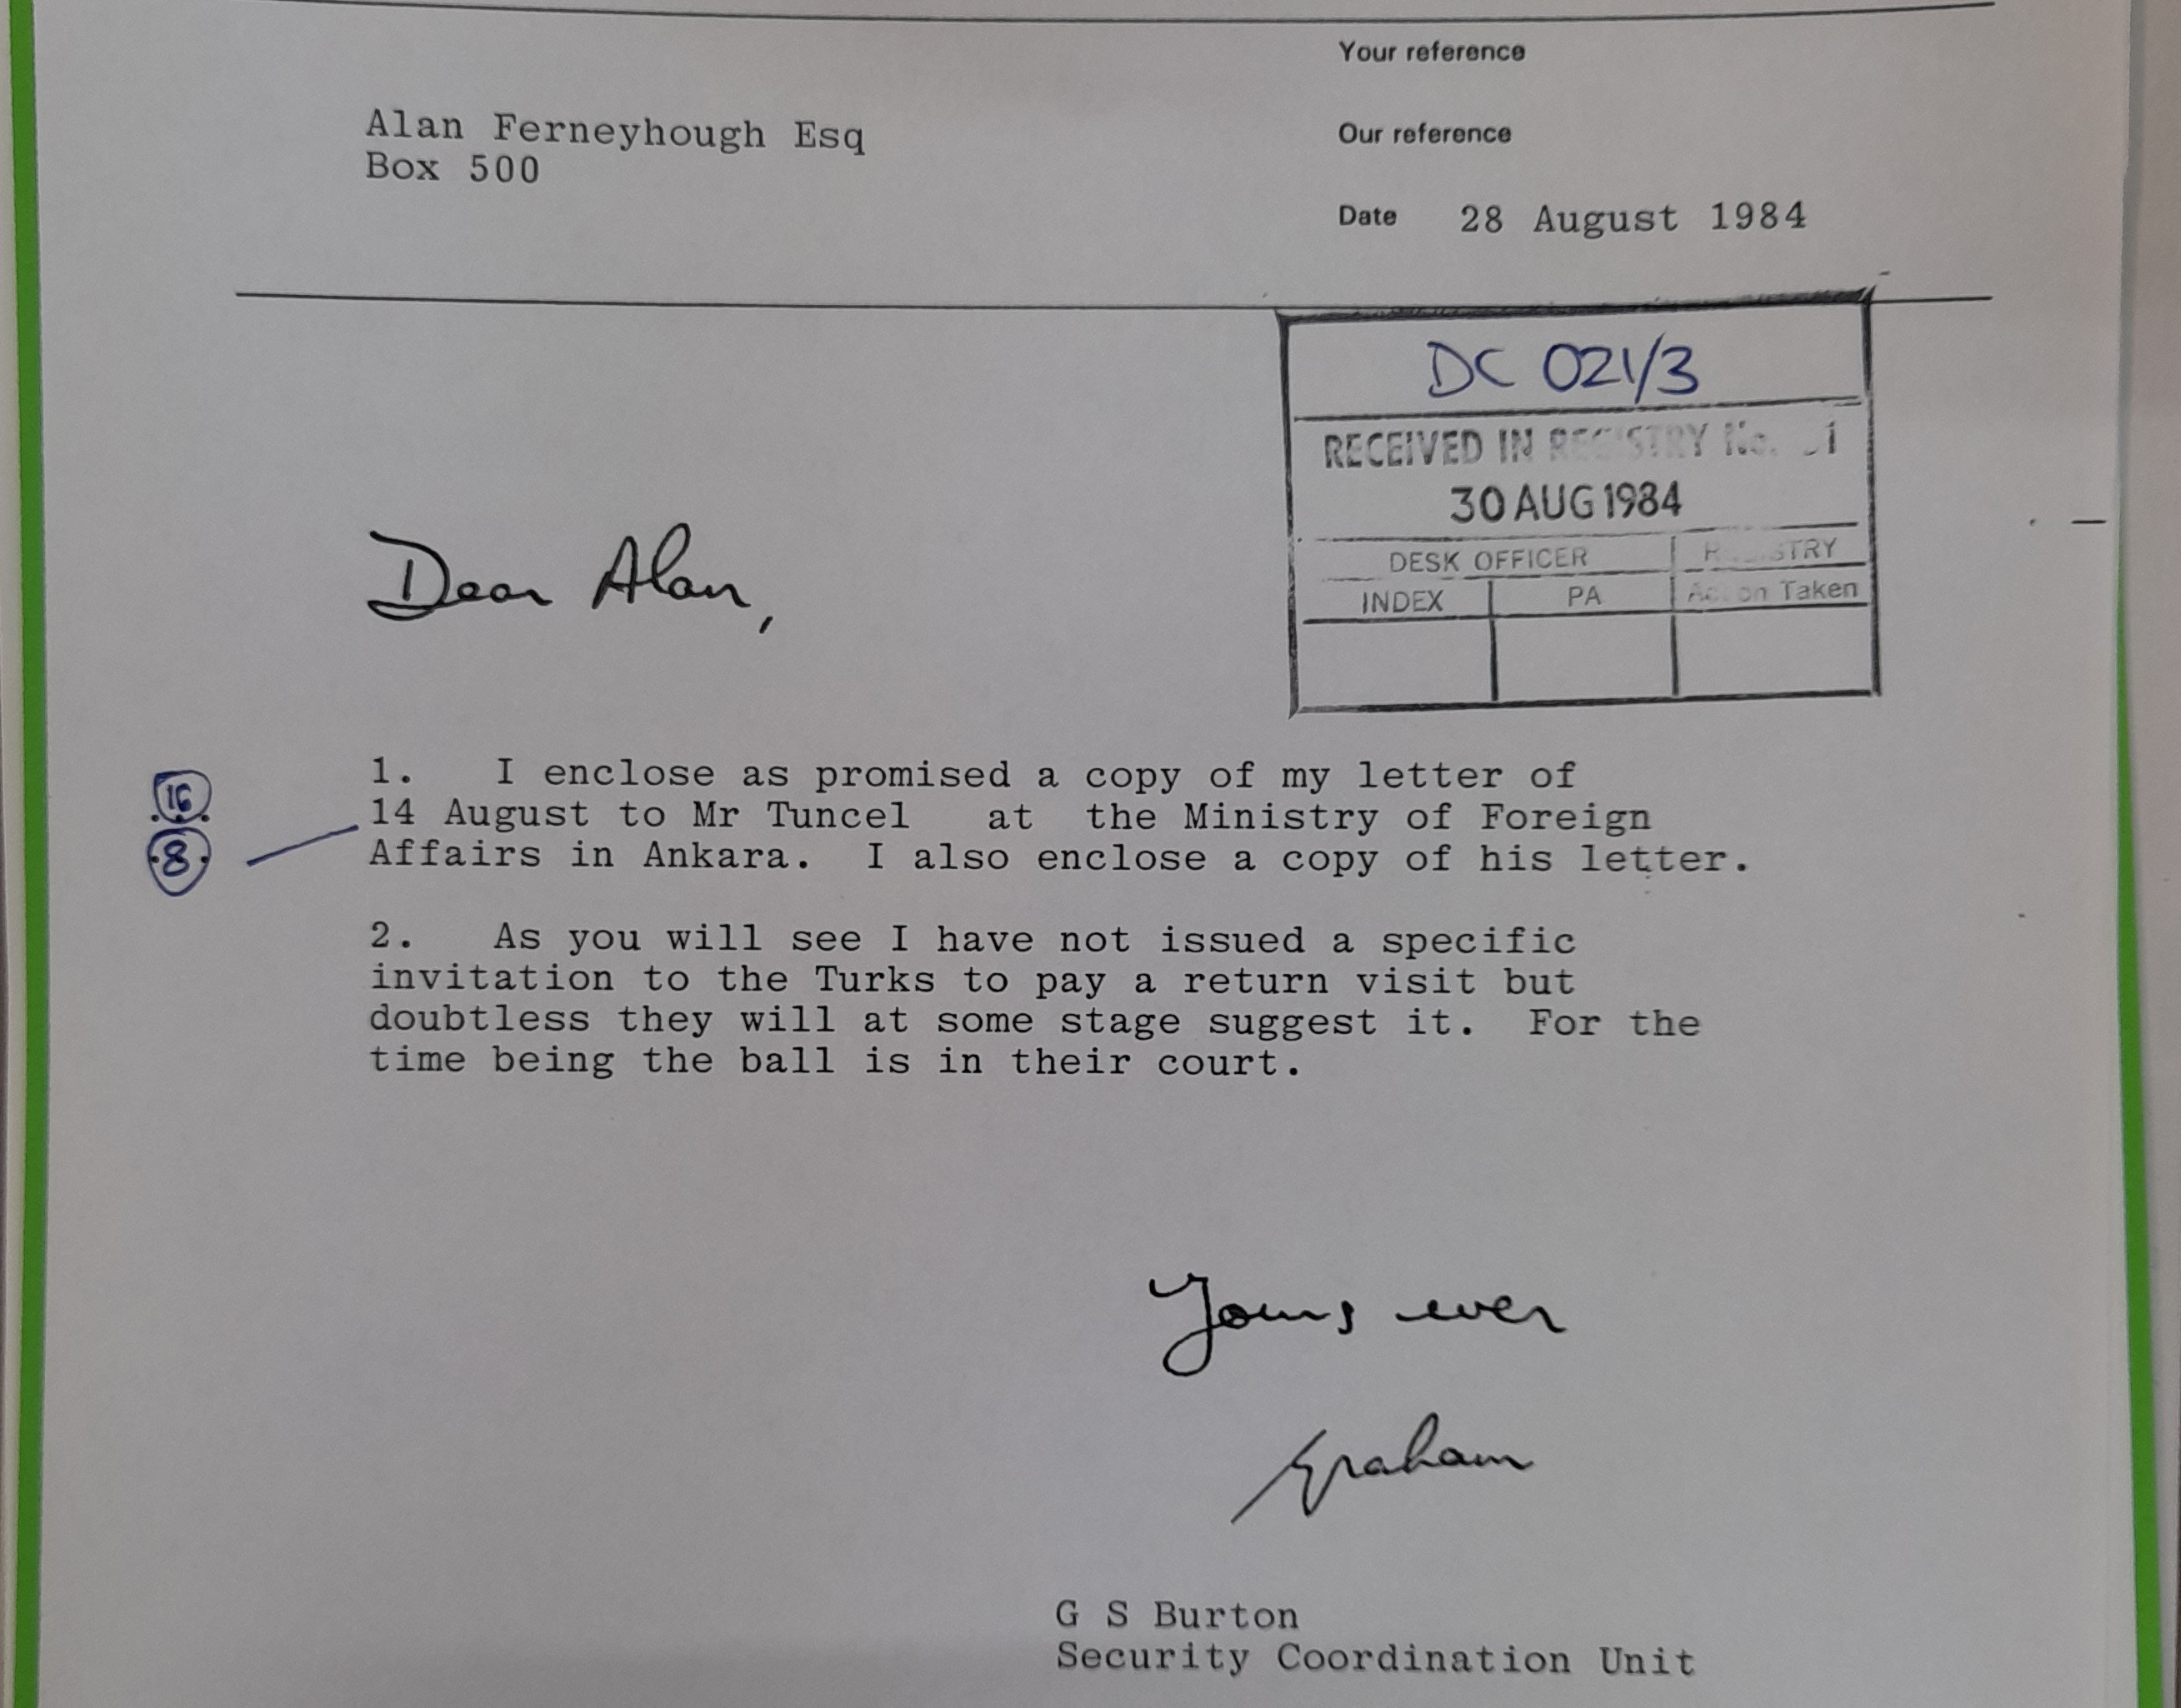 Your reference
Alan Ferneyhough Esq
Box 500
Our reference
Date 28 August 1984
DC 021/3
RECEIVED IN REGISTRY No.
30 AUG 1984
DESK OFFICER REGISTRY
INDEX PA Action Taken
Dear Alan,
16
8
1. I enclose as promised a copy of my letter of
14 August to Mr Tuncel at the Ministry of Foreign
Affairs in Ankara. I also enclose a copy of his letter.
2. As you will see I have not issued a specific
invitation to the Turks to pay a return visit but
doubtless they will at some stage suggest it. For the
time being the ball is in their court.
Yours ever
Graham
G S Burton
Security Coordination Unit